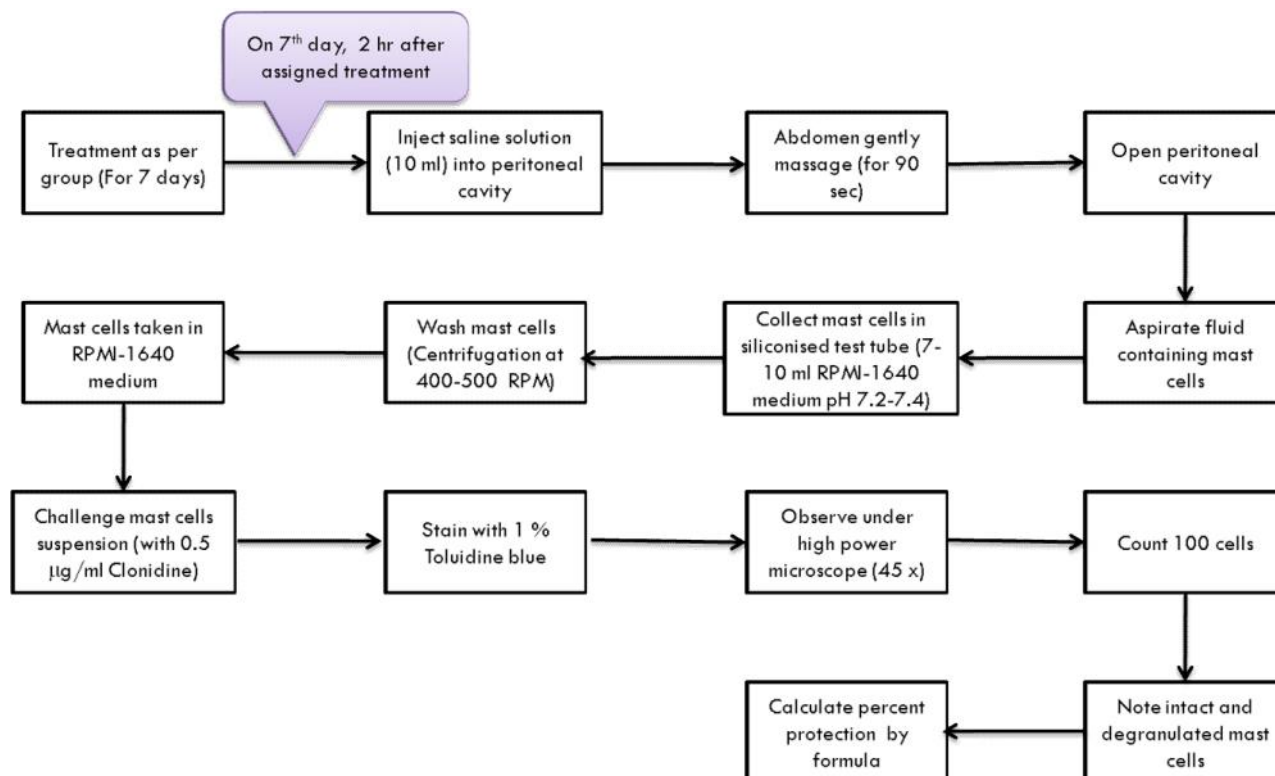 On 7th day, 2 hr after
assigned treatment
Treatment as per
group (For 7 days)
Inject saline solution
(10 ml) into peritoneal
cavity
Abdomen gently
massage (for 90
sec)
Open peritoneal
cavity
Aspirate fluid
containing mast
cells
Collect mast cells in
siliconised test tube (7-
10 ml RPMI-1640
medium pH 7.2-7.4)
Wash mast cells
(Centrifugation at
400-500 RPM)
Mast cells taken in
RPMI-1640
medium
Challenge mast cells
suspension (with 0.5
µg/ml Clonidine)
Stain with 1 %
Toluidine blue
Observe under
high power
microscope (45 x)
Count 100 cells
Note intact and
degranulated mast
cells
Calculate percent
protection by
formula